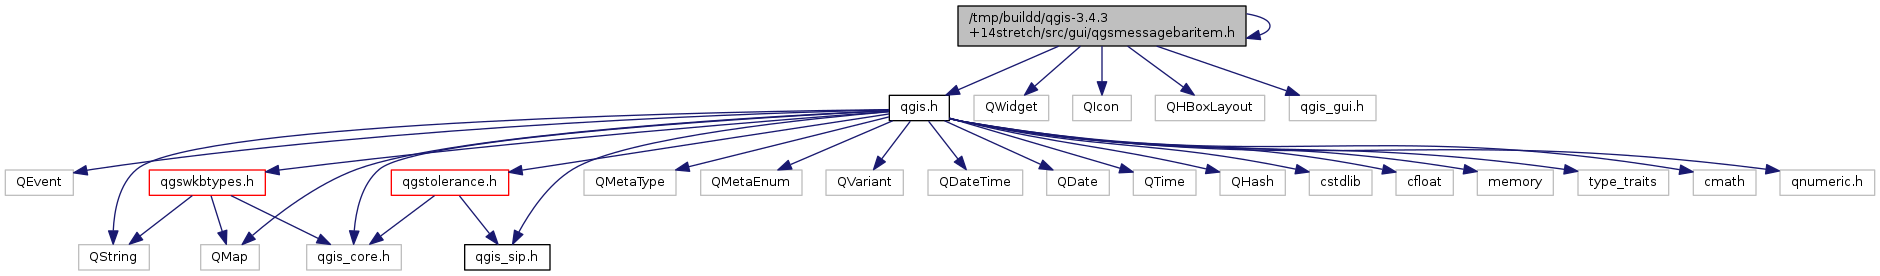 /tmp/buildd/qgis-3.4.3
+14stretch/src/gui/qgsmessagebaritem.h
qgis.h
QWidget
QIcon
QHBoxLayout
qgis_gui.h
QEvent
qgswkbtypes.h
qgstolerance.h
QMetaType
QMetaEnum
QVariant
QDateTime
QDate
QTime
QHash
cstdlib
cfloat
memory
type_traits
cmath
qnumeric.h
QString
QMap
qgis_core.h
qgis_sip.h